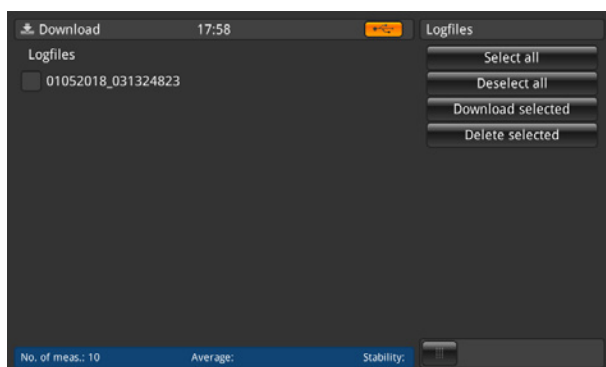 Download 17:58 Logfiles
Logfiles
01052018_031324823
Select all
Deselect all
Download selected
Delete selected
No. of meas.: 10 Average: Stability: